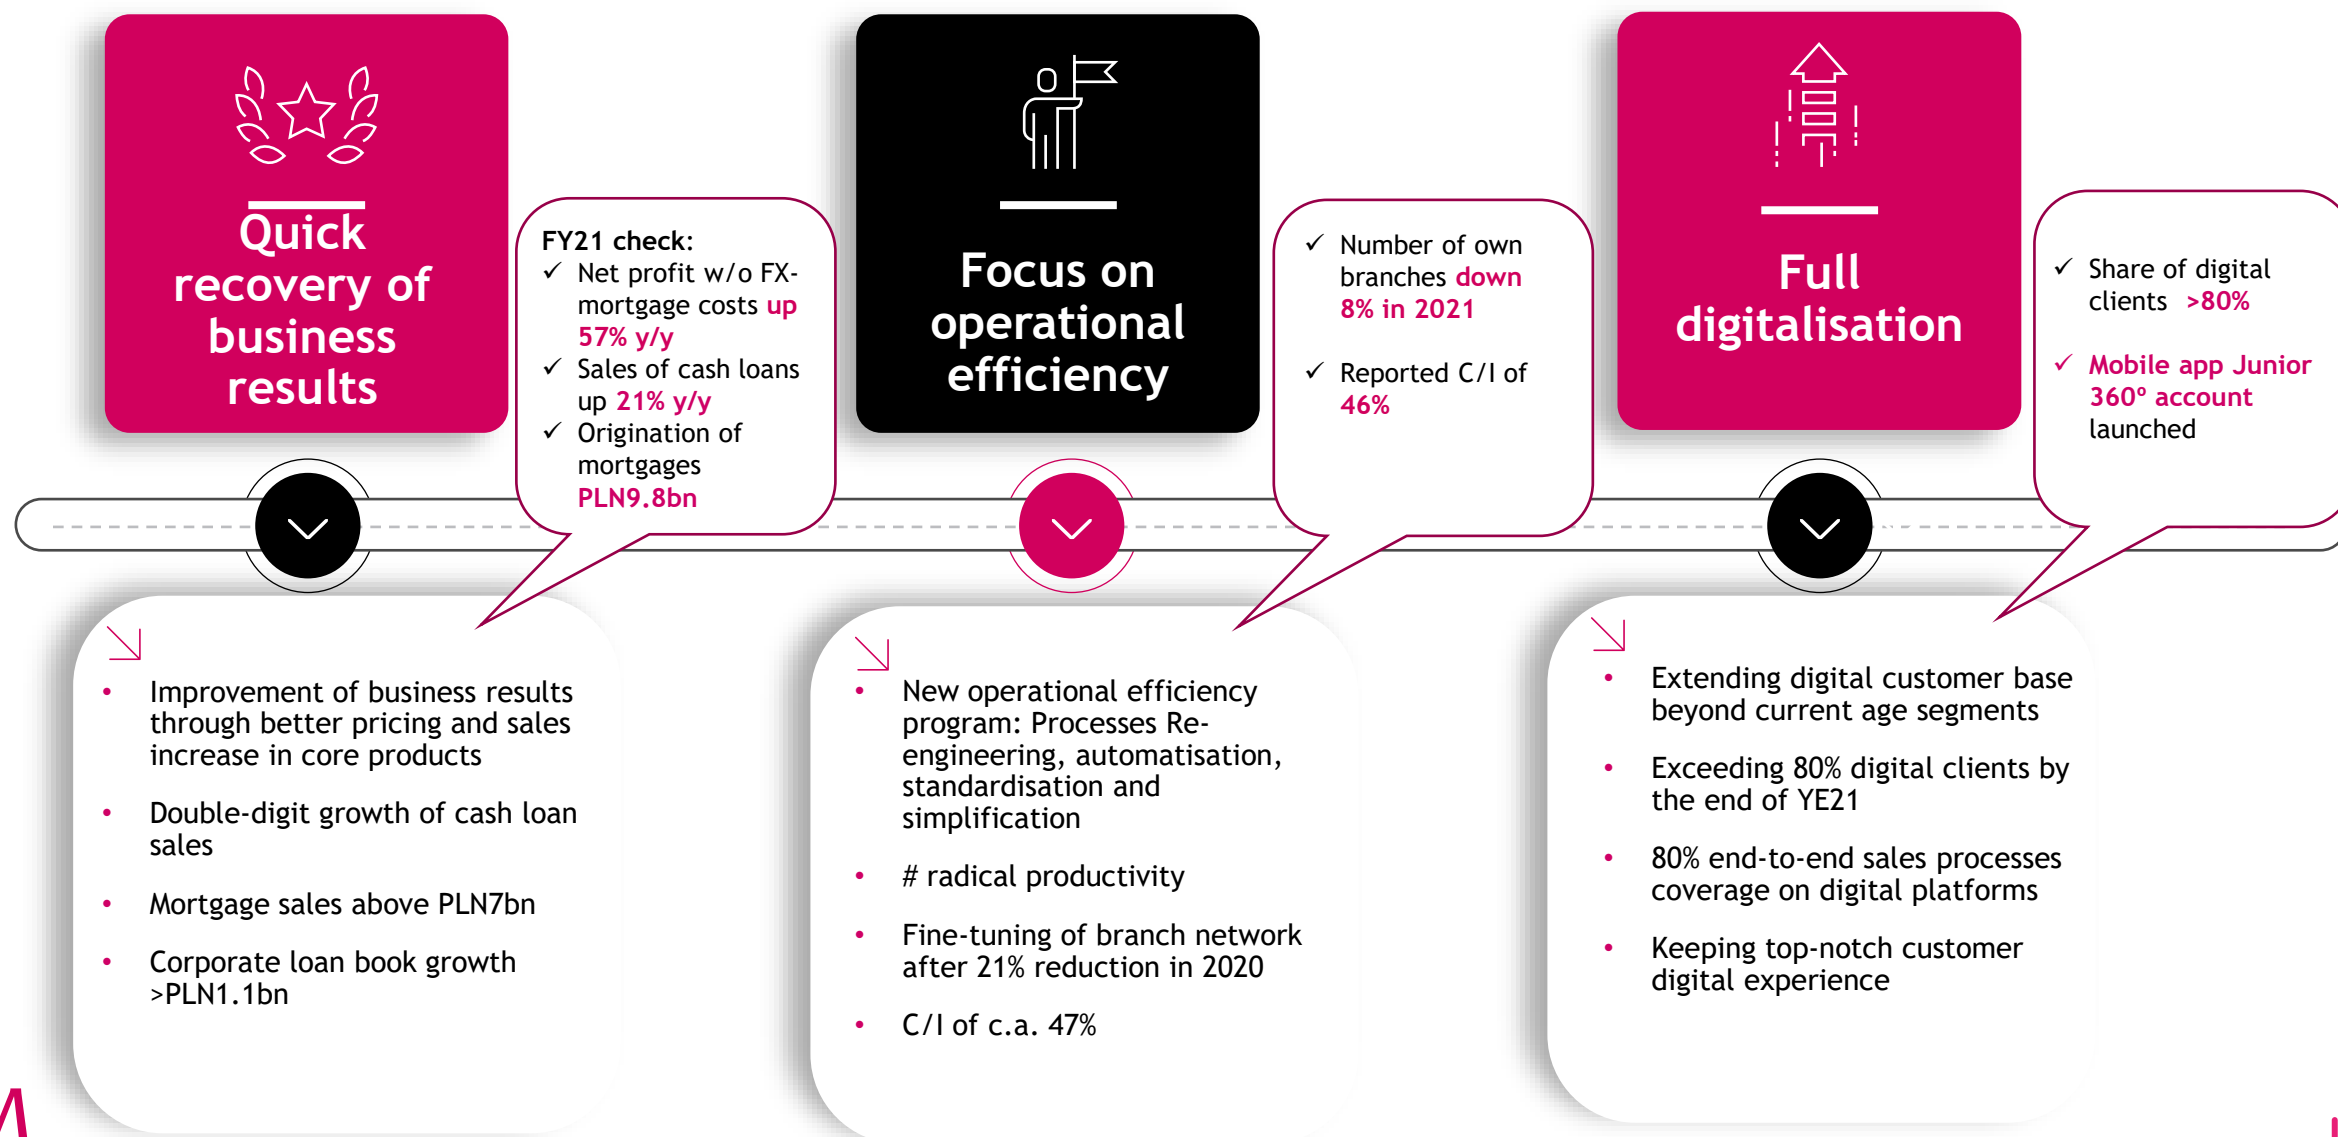 Quick
recovery of
business
results
FY21 check:
✓ Net profit w/o FX-
mortgage costs up
57% y/y
✓ Sales of cash loans
up 21% y/y
✓ Origination of
mortgages
PLN9.8bn
• Improvement of business results
through better pricing and sales
increase in core products
• Double-digit growth of cash loan
sales
• Mortgage sales above PLN7bn
• Corporate loan book growth
>PLN1.1bn
Focus on
operational
efficiency
✓ Number of own
branches down
8% in 2021
✓ Reported C/I of
46%
• New operational efficiency
program: Processes Re-
engineering, automatisation,
standardisation and
simplification
• # radical productivity
• Fine-tuning of branch network
after 21% reduction in 2020
• C/I of c.a. 47%
Full
digitalisation
✓ Share of digital
clients >80%
✓ Mobile app Junior
360º account
launched
• Extending digital customer base
beyond current age segments
• Exceeding 80% digital clients by
the end of YE21
• 80% end-to-end sales processes
coverage on digital platforms
• Keeping top-notch customer
digital experience